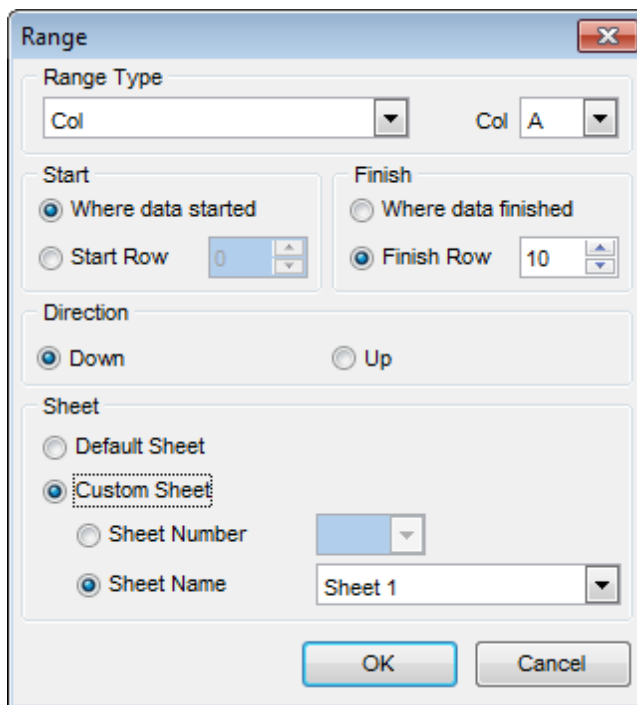 Range
Range Type
Col Col A
Start Finish
Where data started Where data finished
Start Row 0 Finish Row 10
Direction
Down Up
Sheet
Default Sheet
Custom Sheet
Sheet Number
Sheet Name Sheet 1
OK Cancel